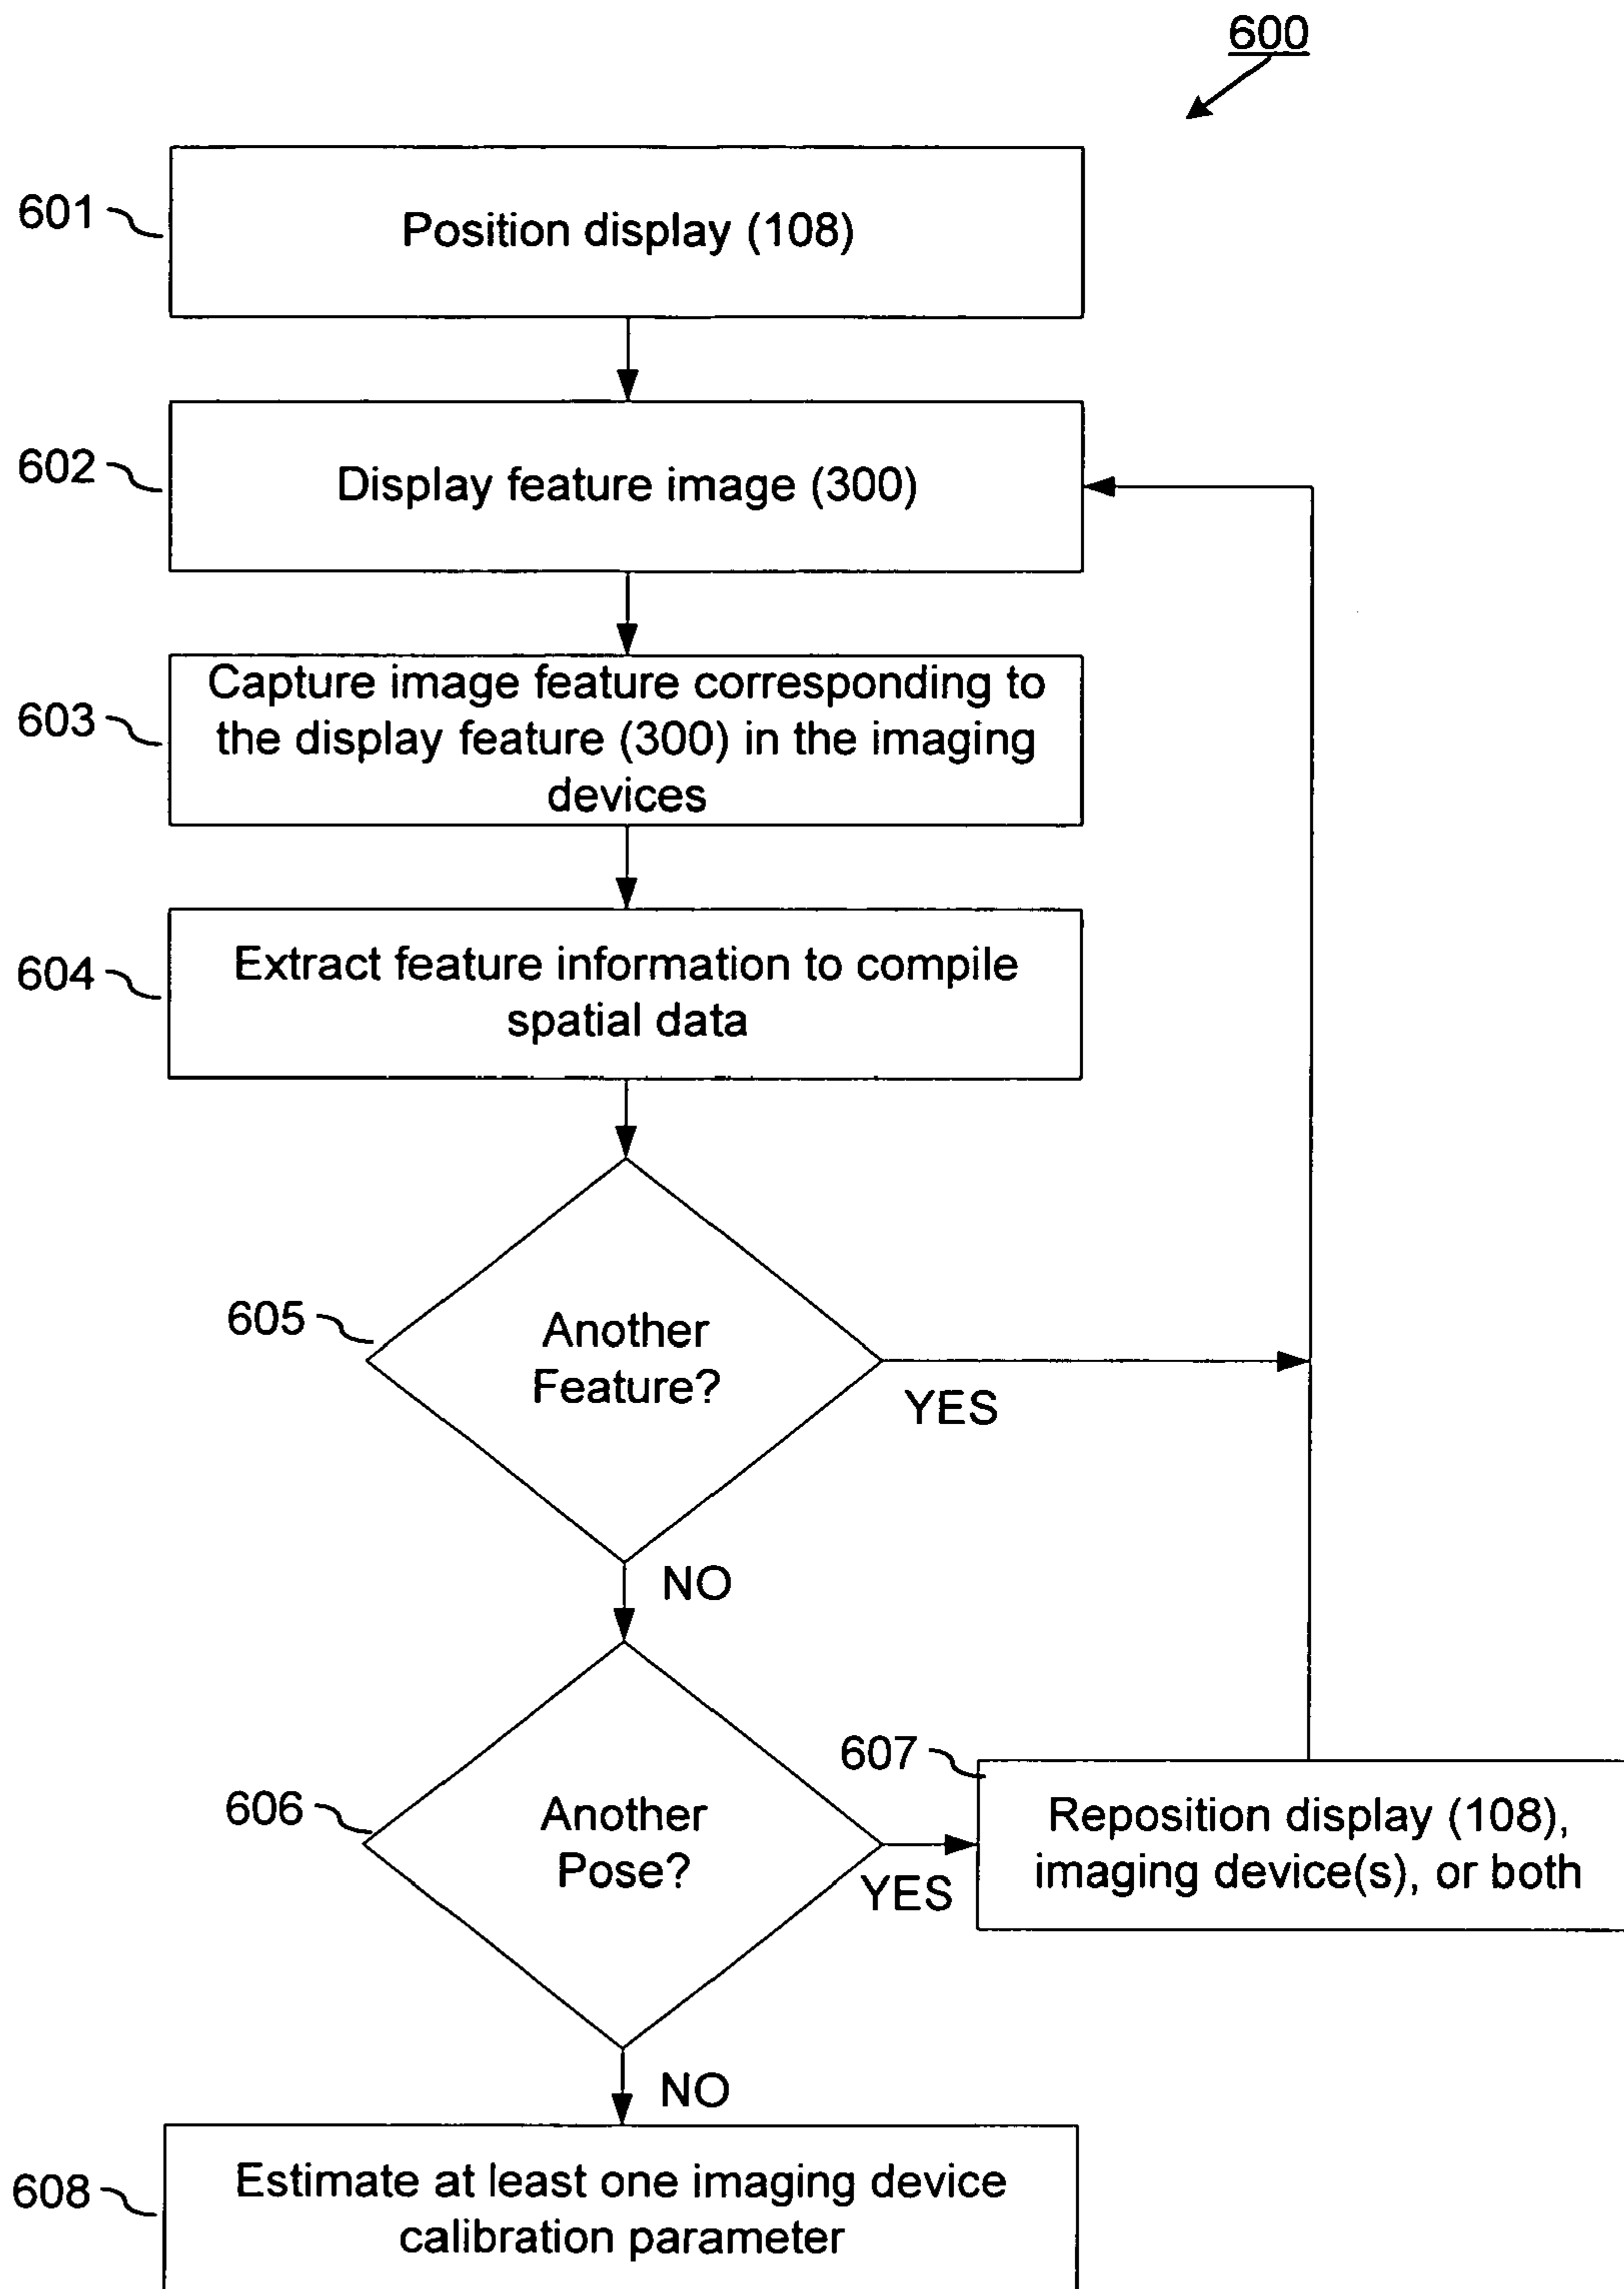 600
601
Position display (108)
602
Display feature image (300)
603
Capture image feature corresponding to
the display feature (300) in the imaging
devices
604
Extract feature information to compile
spatial data
605
Another
Feature?
YES
NO
606
Another
Pose?
YES
607
Reposition display (108),
imaging device(s), or both
NO
608
Estimate at least one imaging device
calibration parameter